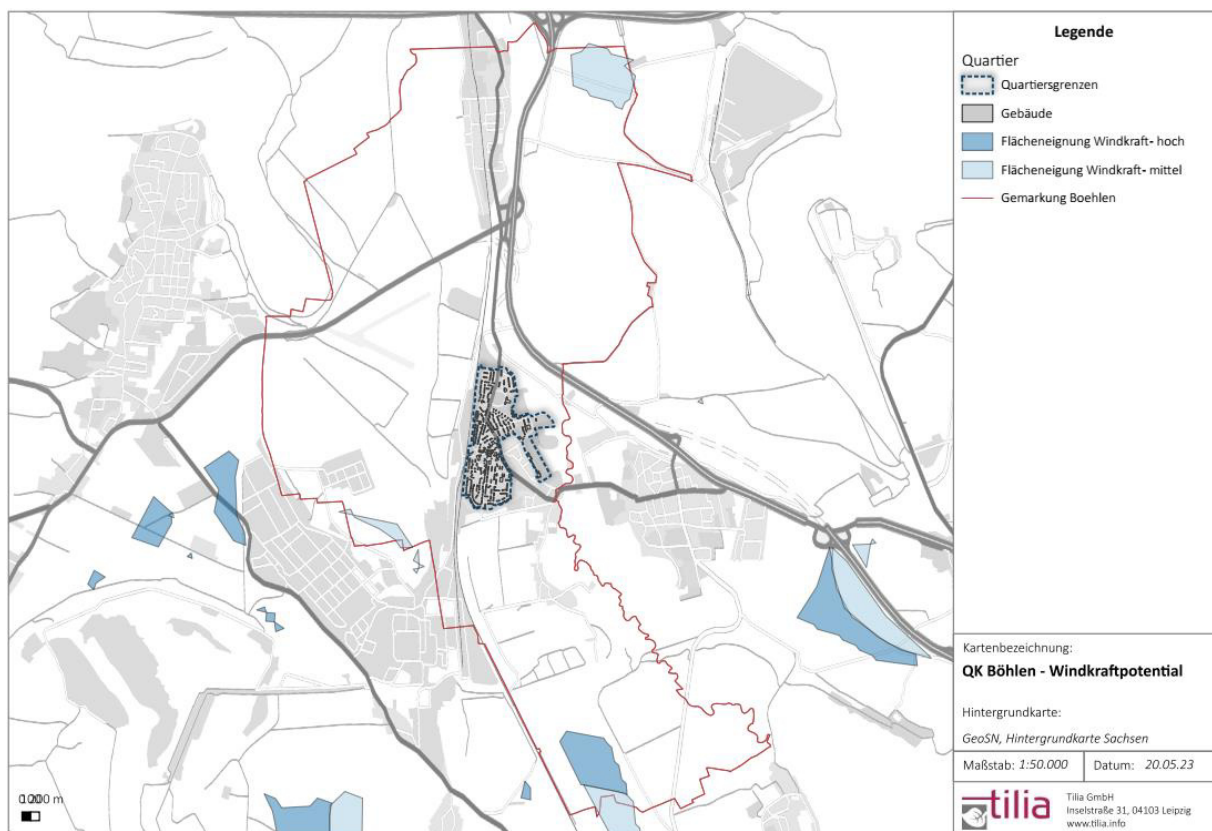 Legende
Quartier
Quartiersgrenzen
Gebäude
Flächeneignung Windkraft- hoch
Flächeneigung Windkraft- mittel
Gemarkung Boehlen
Kartenbezeichnung:
QK Böhlen - Windkraftpotential
Hintergrundkarte:
GeoSN, Hintergrundkarte Sachsen
Maßstab: 1:50.000 Datum: 20.05.23
tilia
Tilia GmbH
Inselstraße 31, 04103 Leipzig
www.tilia.info